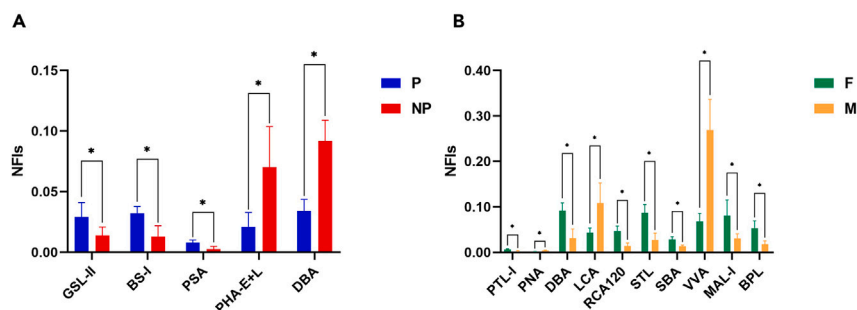 A
B
0.15
0.10
0.05
0.00
NFIs
*
*
*
*
*
GSL-II
BS-I
PSA
PHA-E+L
DBA
P
NP
0.40
0.30
0.20
0.10
0.00
NFIs
*
*
*
*
*
*
*
*
*
*
PTL-I
PNA
DBA
LCA
RCA120
STL
SBA
VVA
MAL-I
BPL
F
M